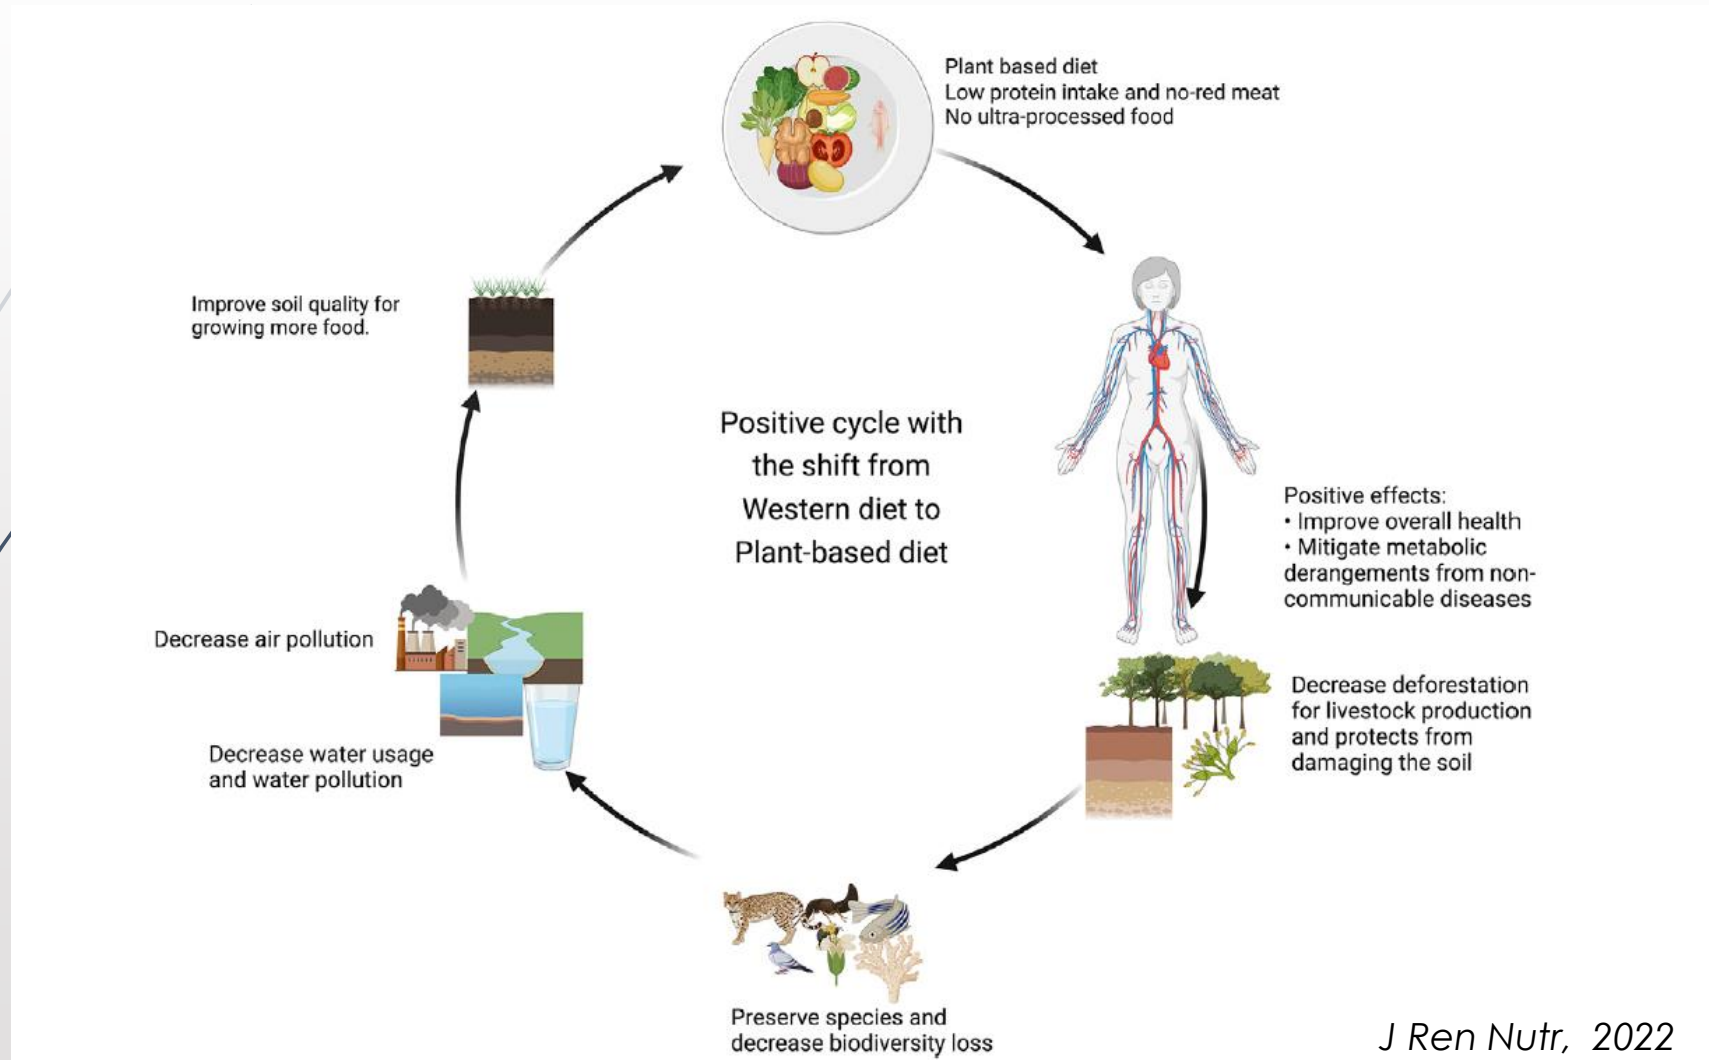 Plant based diet
Low protein intake and no-red meat
No ultra-processed food
Improve soil quality for
growing more food.
Positive cycle with
the shift from
Western diet to
Plant-based diet
Positive effects:
• Improve overall health
• Mitigate metabolic
derangements from non-
communicable diseases
Decrease air pollution
Decrease deforestation
for livestock production
and protects from
damaging the soil
Decrease water usage
and water pollution
Preserve species and
decrease biodiversity loss
J Ren Nutr, 2022